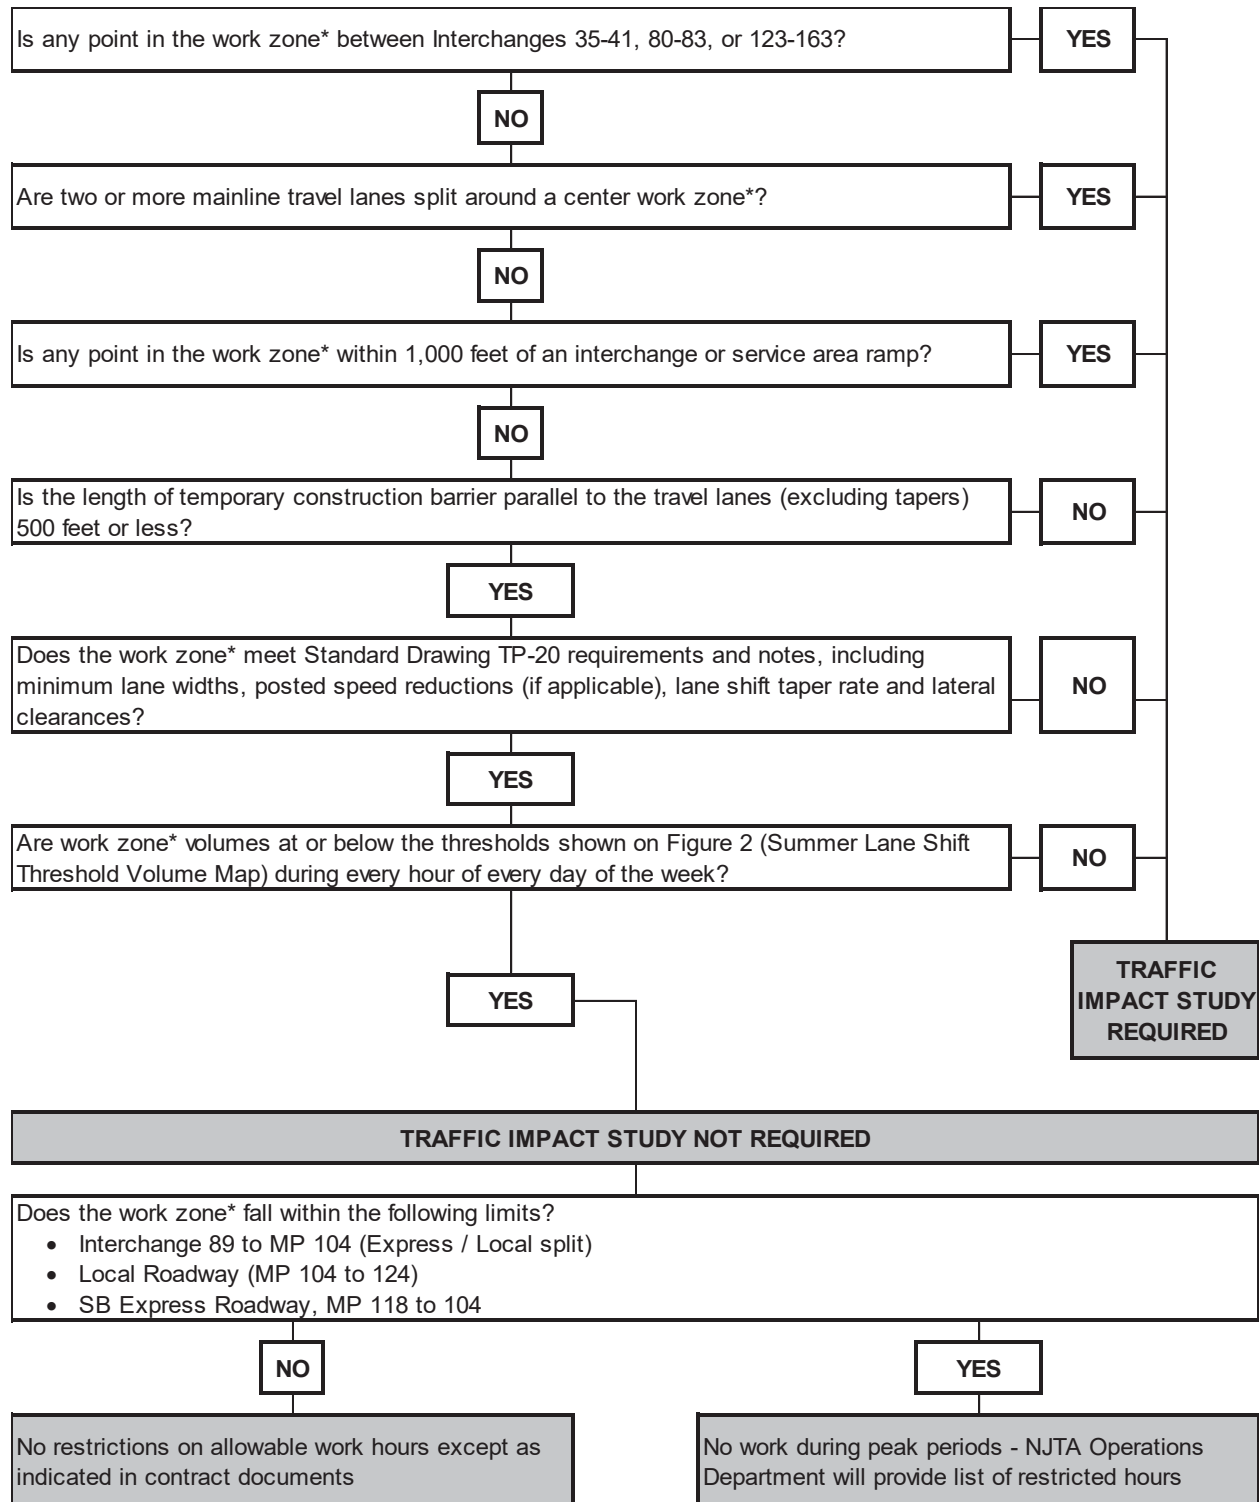 Is any point in the work zone* between Interchanges 35-41, 80-83, or 123-163?
YES
NO
Are two or more mainline travel lanes split around a center work zone*?
YES
NO
Is any point in the work zone* within 1,000 feet of an interchange or service area ramp?
YES
NO
Is the length of temporary construction barrier parallel to the travel lanes (excluding tapers)
500 feet or less?
NO
YES
Does the work zone* meet Standard Drawing TP-20 requirements and notes, including
minimum lane widths, posted speed reductions (if applicable), lane shift taper rate and lateral
clearances?
NO
YES
Are work zone* volumes at or below the thresholds shown on Figure 2 (Summer Lane Shift
Threshold Volume Map) during every hour of every day of the week?
NO
YES
TRAFFIC
IMPACT STUDY
REQUIRED
TRAFFIC IMPACT STUDY NOT REQUIRED
Does the work zone* fall within the following limits?
• Interchange 89 to MP 104 (Express / Local split)
• Local Roadway (MP 104 to 124)
• SB Express Roadway, MP 118 to 104
NO
YES
No restrictions on allowable work hours except as
indicated in contract documents
No work during peak periods - NJTA Operations
Department will provide list of restricted hours